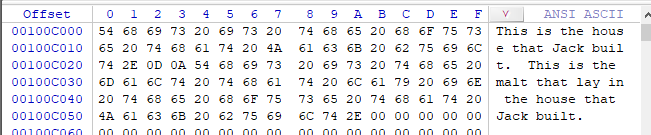 Offset 0 1 2 3 4 5 6 7 8 9 A B C D E F ANSI ASCII
00100C000 54 68 69 73 20 69 73 20 74 68 65 20 68 6F 75 73 This is the hous
00100C010 65 20 74 68 61 74 20 4A 61 63 6B 20 62 75 69 6C e that Jack buil
00100C020 74 2E 0D 0A 54 68 69 73 20 69 73 20 74 68 65 20 t.  This is the
00100C030 6D 61 6C 74 20 74 68 61 74 20 6C 61 79 20 69 6E malt that lay in
00100C040 20 74 68 65 20 68 6F 75 73 65 20 74 68 61 74 20 the house that
00100C050 4A 61 63 6B 20 62 75 69 6C 74 2E 00 00 00 00 00 Jack built.
00100C060 00 00 00 00 00 00 00 00 00 00 00 00 00 00 00 00